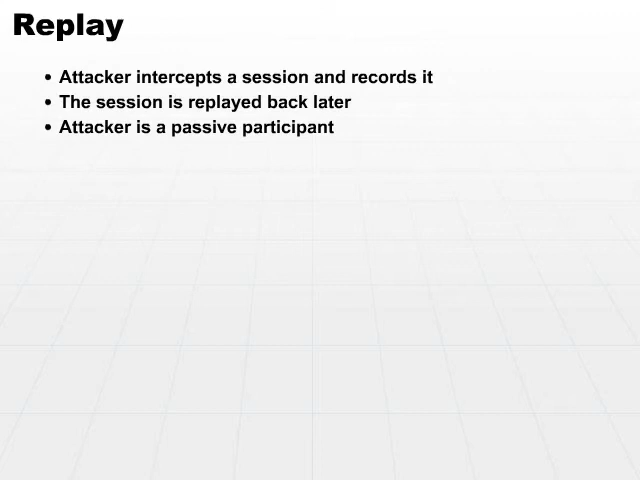 Replay
• Attacker intercepts a session and records it
• The session is replayed back later
• Attacker is a passive participant